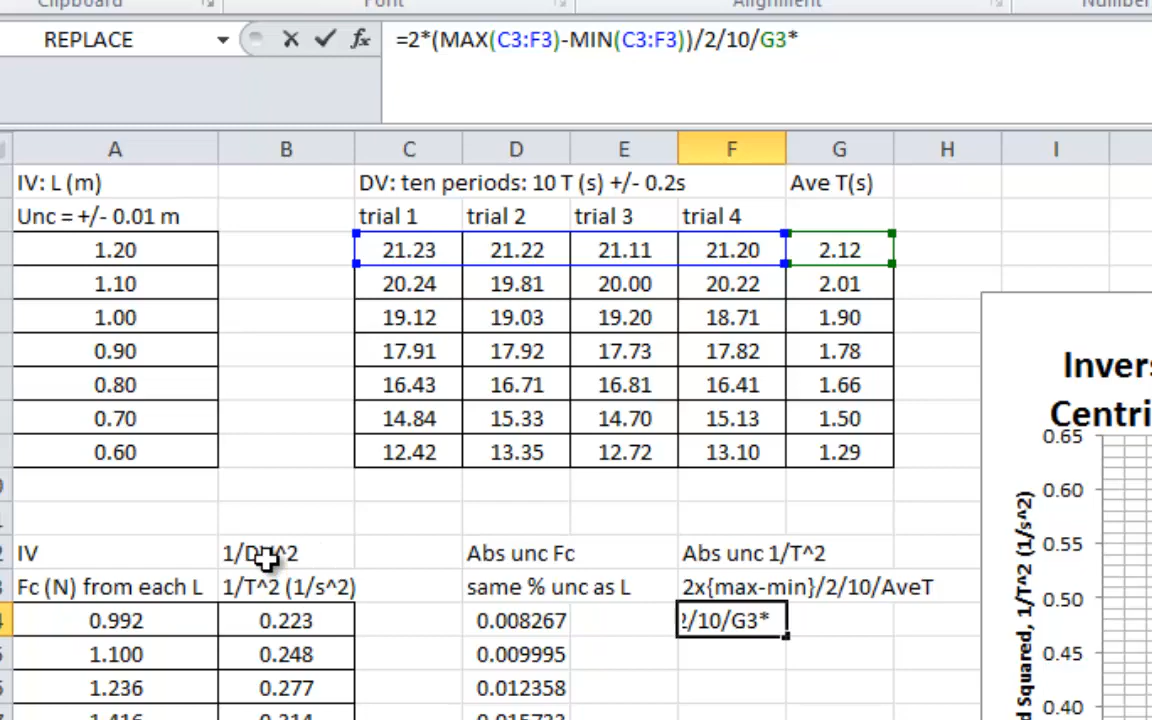 Clipboard Font Alignment
REPLACE fx =2*(MAX(C3:F3)-MIN(C3:F3))/2/10/G3*
A B C D E F G H I
IV: L (m) DV: ten periods: 10 T (s) +/- 0.2s Ave T(s)
Unc = +/- 0.01 m trial 1 trial 2 trial 3 trial 4
1.20 21.23 21.22 21.11 21.20 2.12
1.10 20.24 19.81 20.00 20.22 2.01
1.00 19.12 19.03 19.20 18.71 1.90
0.90 17.91 17.92 17.73 17.82 1.78
0.80 16.43 16.71 16.81 16.41 1.66
0.70 14.84 15.33 14.70 15.13 1.50
0.60 12.42 13.35 12.72 13.10 1.29
IV 1/DV^2 Abs unc Fc Abs unc 1/T^2
Fc (N) from each L 1/T^2 (1/s^2) same % unc as L 2x{max-min}/2/10/AveT
0.992 0.223 0.008267 2/10/G3*
1.100 0.248 0.009995
1.236 0.277 0.012358
0.65
0.60
0.55
0.50
0.45
0.40
Squared, 1/T^2 (1/s^2)